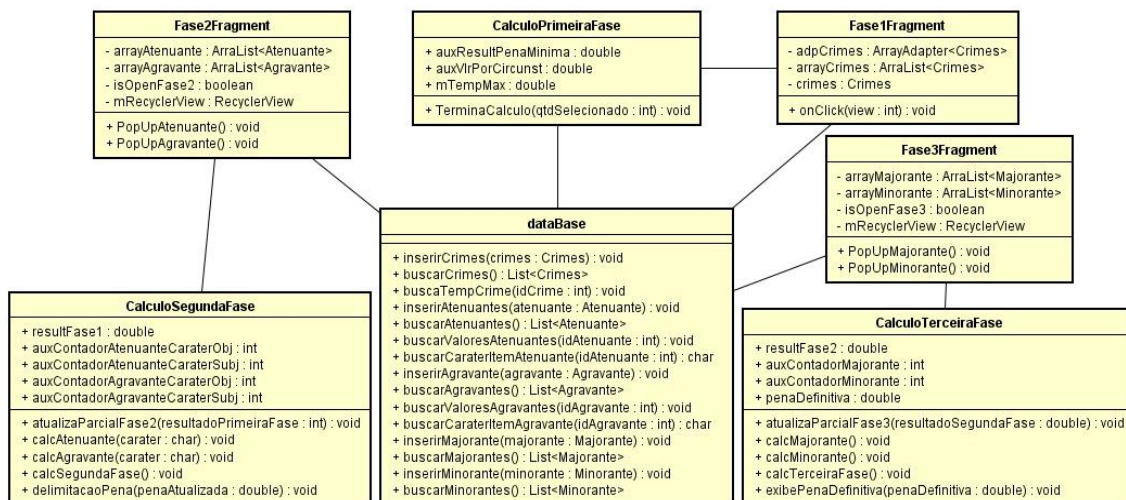 Fase2Fragment
- arrayAtenuante : ArraList<Atenuante>
- arrayAgravante : ArraList<Agravante>
- isOpenFase2 : boolean
- mRecyclerView : RecyclerView
+ PopUpAtenuante() : void
+ PopUpAgravante() : void
CalculoPrimeiraFase
+ auxResultPenaMinima : double
+ auxVlrPorCircunst : double
+ mTempMax : double
+ TerminaCalculo(qtdSelecionado : int) : void
Fase1Fragment
- adpCrimes : ArrayAdapter<Crimes>
- arrayCrimes : ArraList<Crimes>
- crimes : Crimes
+ onClick(view : int) : void
Fase3Fragment
- arrayMajorante : ArraList<Majorante>
- arrayMinorante : ArraList<Minorante>
- isOpenFase3 : boolean
- mRecyclerView : RecyclerView
+ PopUpMajorante() : void
+ PopUpMinorante() : void
dataBase
+ inserirCrimes(crimes : Crimes) : void
+ buscarCrimes() : List<Crimes>
+ buscaTempCrime(idCrime : int) : void
+ inserirAtenuantes(atenuante : Atenuante) : void
+ buscarAtenuantes() : List<Atenuante>
+ buscarValoresAtenuantes(idAtenuantes : int) : void
+ buscarCaraterItemAtenuante(idAtenuante : int) : char
+ inserirAgravante(agravante : Agravante) : void
+ buscarAgravantes() : List<Agravante>
+ buscarValoresAgravantes(idAgravante : int) : void
+ buscarCaraterItemAgravante(idAgravante : int) : char
+ inserirMajorante(majorante : Majorante) : void
+ buscarMajorantes() : List<Majorante>
+ inserirMinorante(minorante : Minorante) : void
+ buscarMinorantes() : List<Minorante>
CalculoSegundaFase
+ resultFase1 : double
+ auxContadorAtenuanteCaraterObj : int
+ auxContadorAtenuanteCaraterSubj : int
+ auxContadorAgravanteCaraterObj : int
+ auxContadorAgravanteCaraterSubj : int
+ atualizaParcialFase2(resultadoPrimeiraFase : int) : void
+ calcAtenuante(carater : char) : void
+ calcAgravante(carater : char) : void
+ calcSegundaFase() : void
+ delimitacaoPena(penaAtualizada : double) : void
CalculoTerceiraFase
+ resultFase2 : double
+ auxContadorMajorante : int
+ auxContadorMinorante : int
+ penaDefinitiva : double
+ atualizaParcialFase3(resultadoSegundaFase : double) : void
+ calcMajorante() : void
+ calcMinorante() : void
+ calcTerceiraFase() : void
+ exibePenaDefinitiva(penaDefinitiva : double) : void